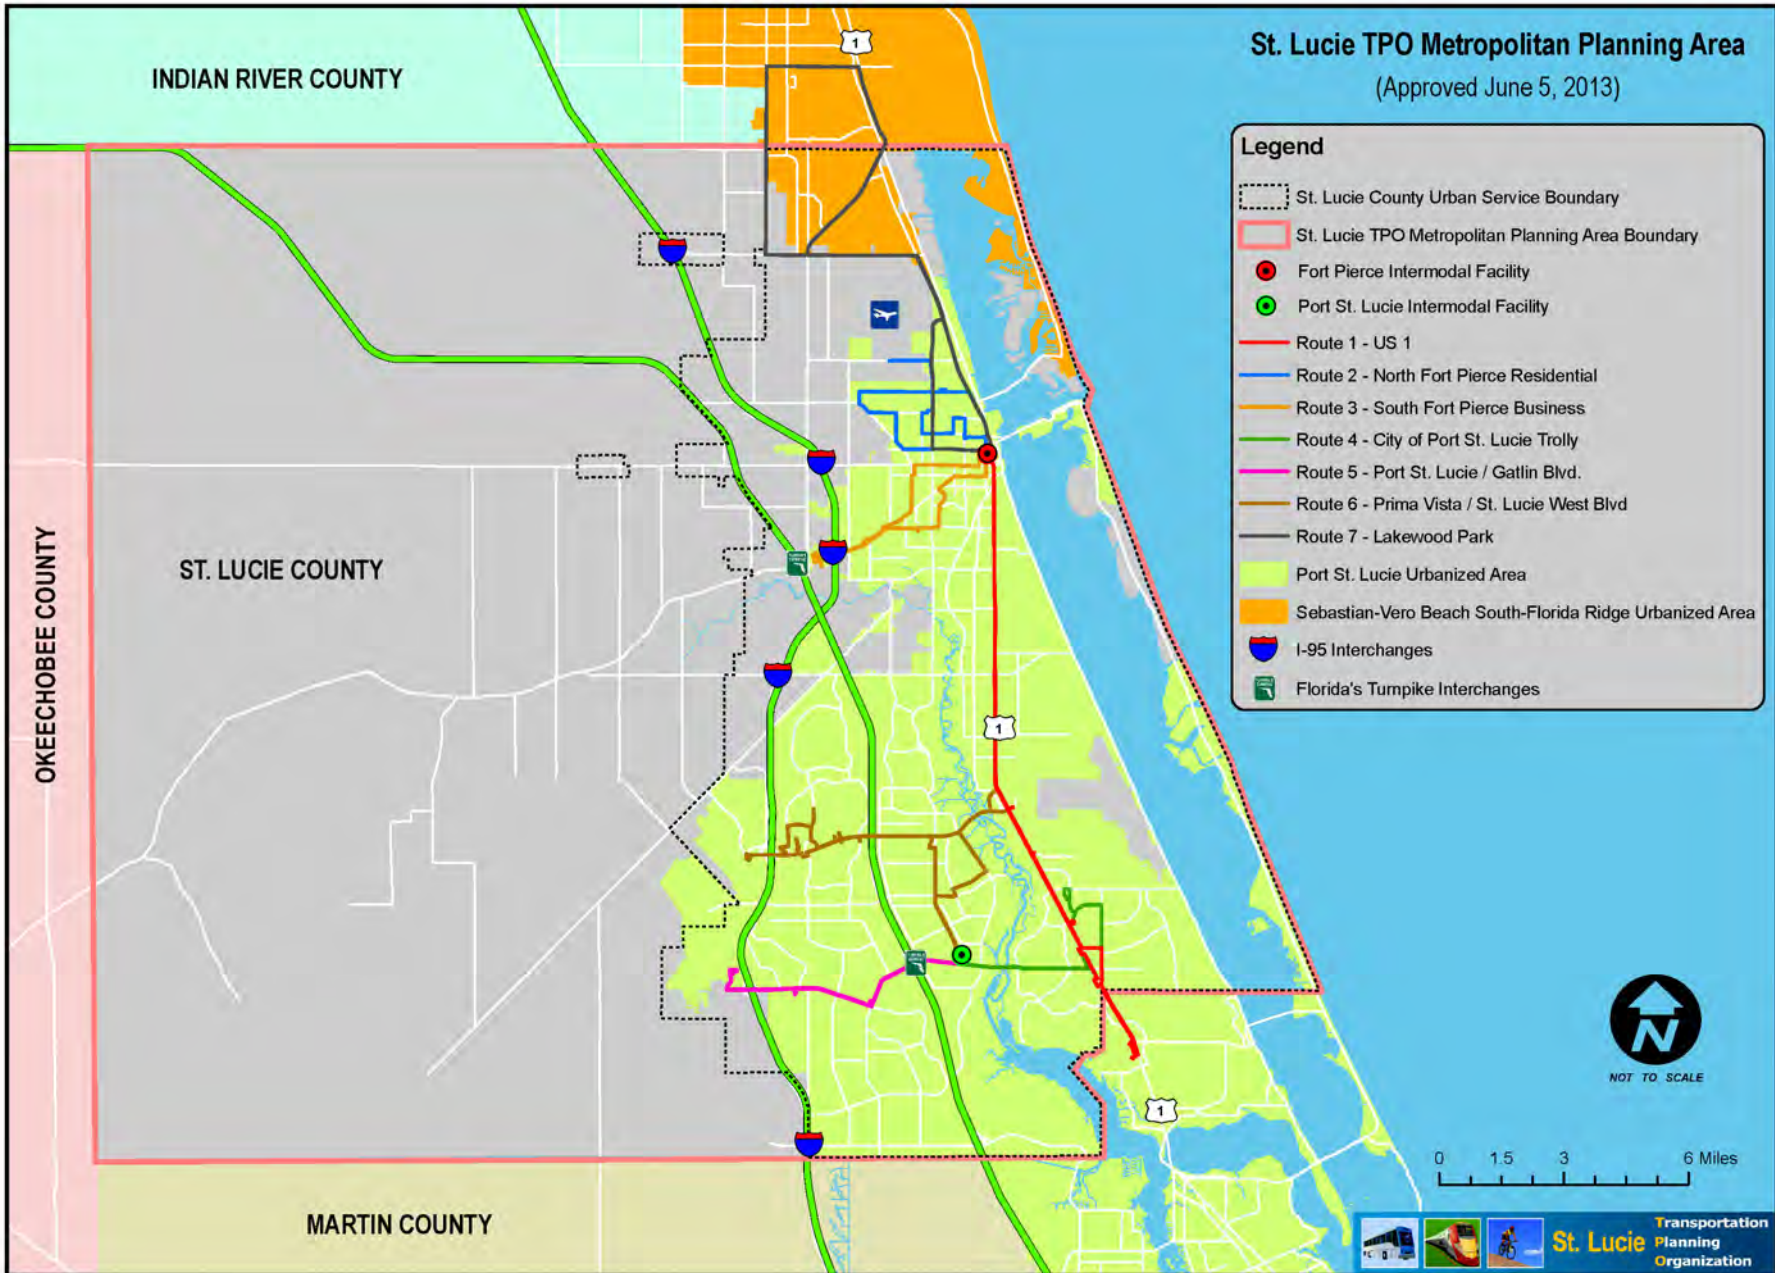 St. Lucie TPO Metropolitan Planning Area
(Approved June 5, 2013)
INDIAN RIVER COUNTY
1
Legend
St. Lucie County Urban Service Boundary
St. Lucie TPO Metropolitan Planning Area Boundary
Fort Pierce Intermodal Facility
Port St. Lucie Intermodal Facility
Route 1 - US 1
Route 2 - North Fort Pierce Residential
Route 3 - South Fort Pierce Business
Route 4 - City of Port St. Lucie Trolly
Route 5 - Port St. Lucie / Gatlin Blvd.
Route 6 - Prima Vista / St. Lucie West Blvd
Route 7 - Lakewood Park
Port St. Lucie Urbanized Area
Sebastian-Vero Beach South-Florida Ridge Urbanized Area
I-95 Interchanges
Florida's Turnpike Interchanges
OKEECHOBEE COUNTY
ST. LUCIE COUNTY
1
1
N
NOT TO SCALE
0 1.5 3 6 Miles
MARTIN COUNTY
St. Lucie
Transportation
Planning
Organization